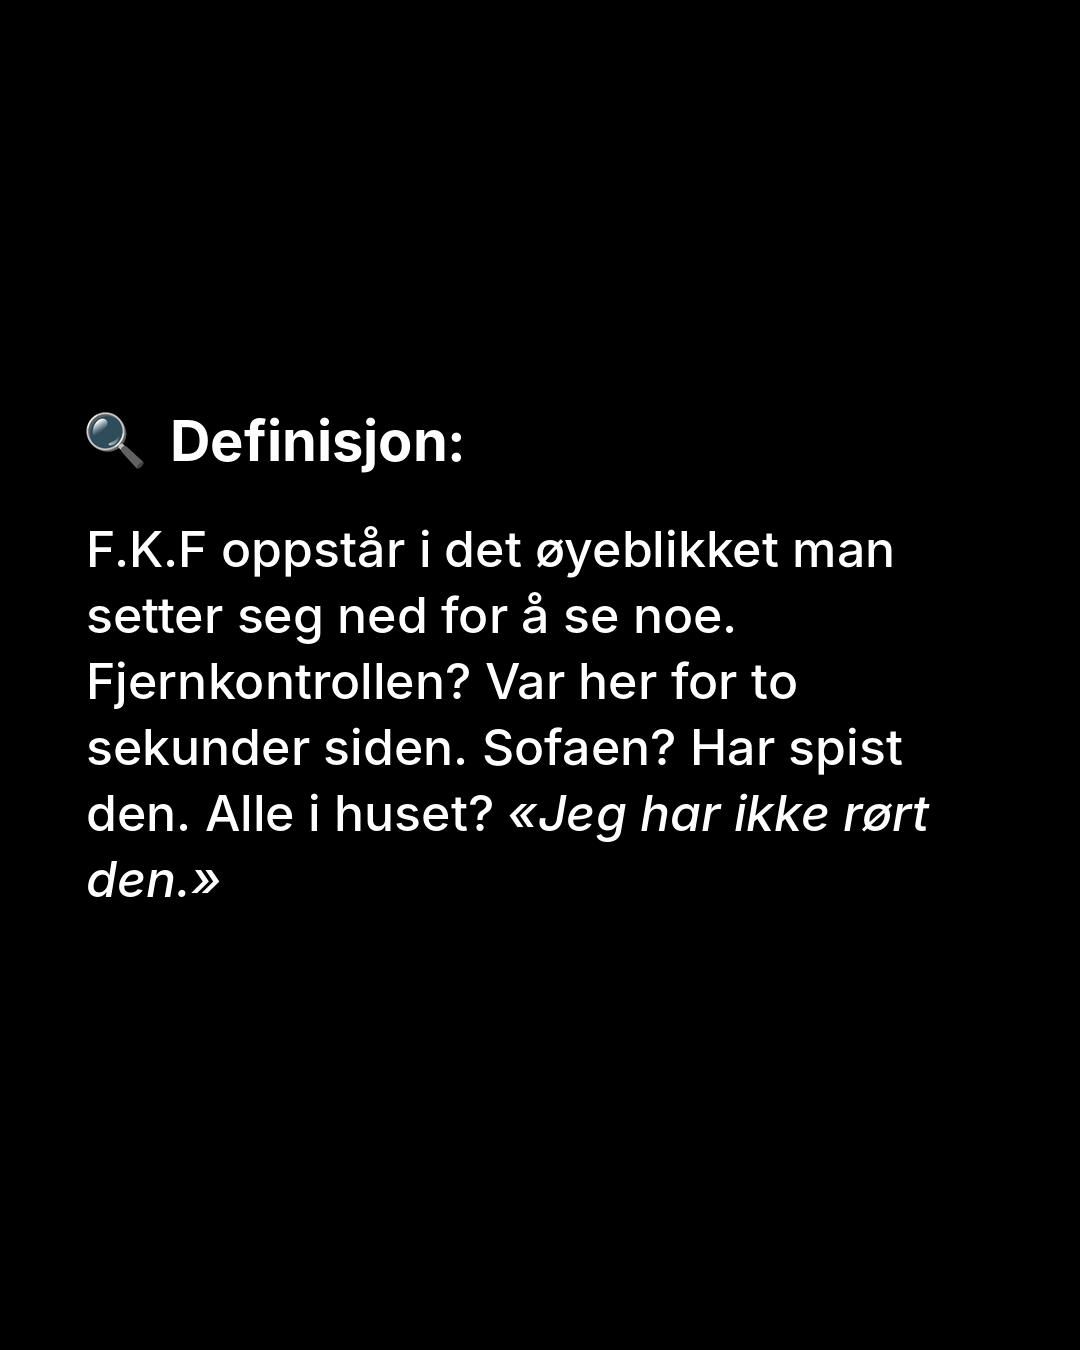 🔍 Definisjon:
F.K.F oppstår i det øyeblikket man
setter seg ned for å se noe.
Fjernkontrollen? Var her for to
sekunder siden. Sofaen? Har spist
den. Alle i huset? «Jeg har ikke rørt
den.»